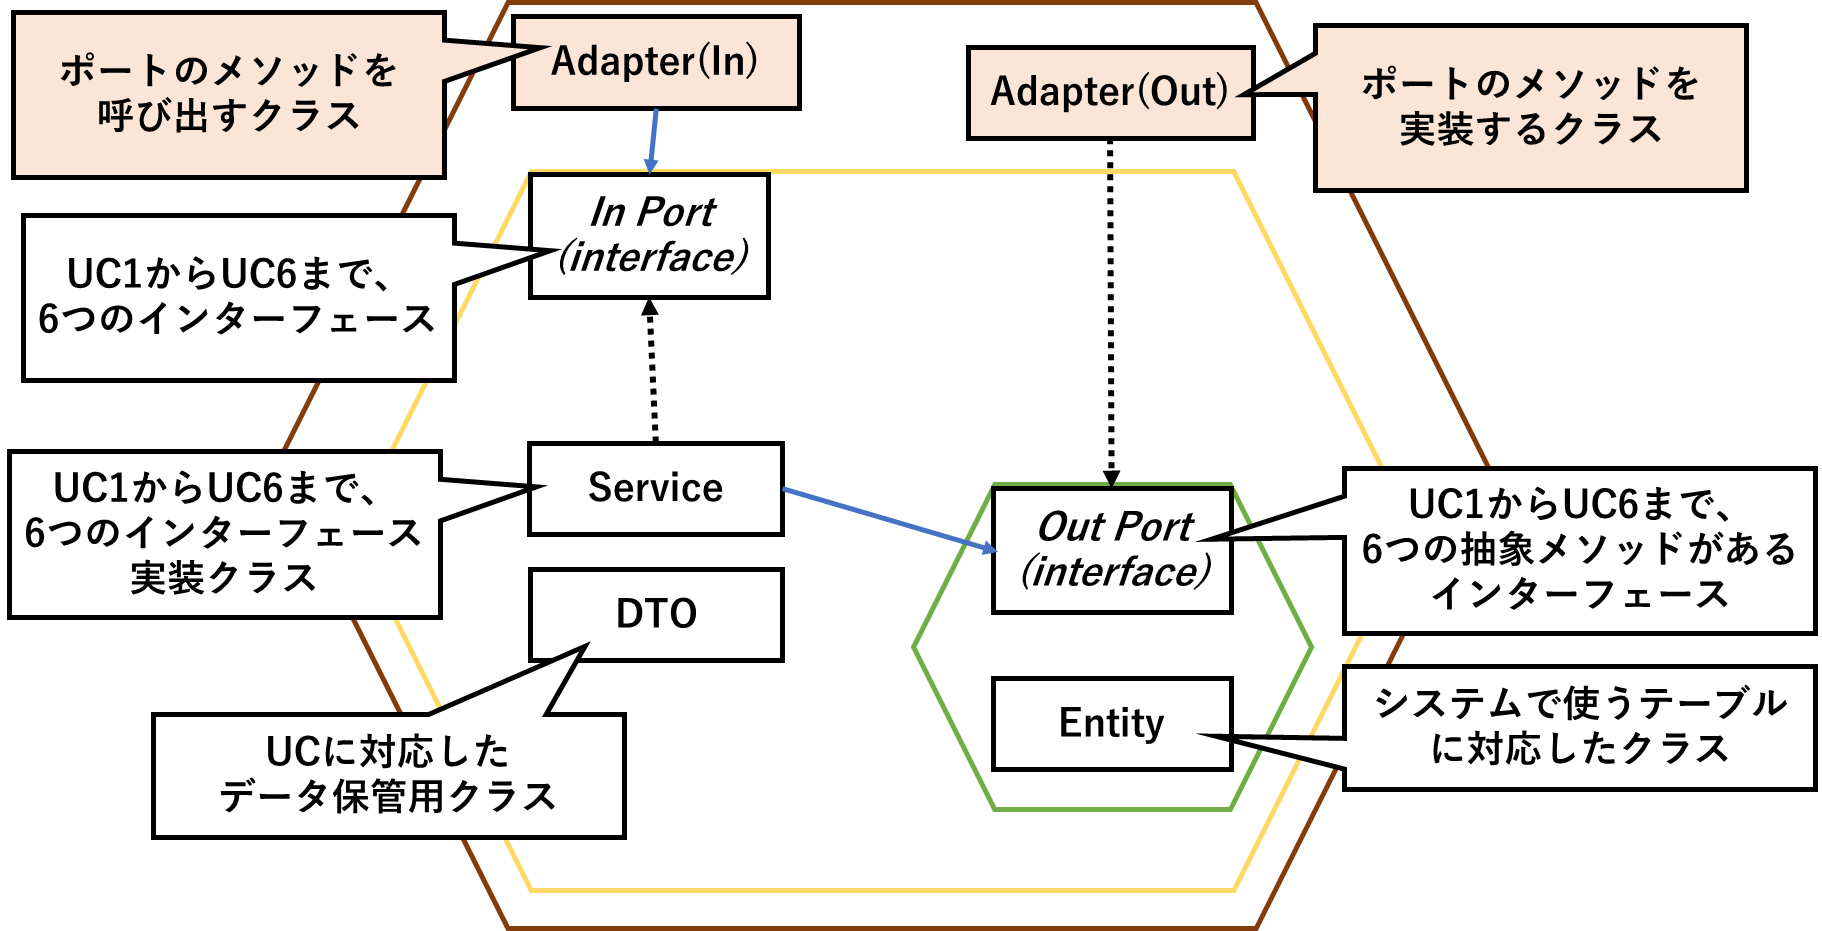 ポートのメソッドを
呼び出すクラス
Adapter(In)
Adapter(Out)
ポートのメソッドを
実装するクラス
In Port
(interface)
UC1からUC6まで、
6つのインターフェース
UC1からUC6まで、
6つのインターフェース
実装クラス
Service
Out Port
(interface)
UC1からUC6まで、
6つの抽象メソッドがある
インターフェース
DTO
UCに対応した
データ保管用クラス
Entity
システムで使うテーブル
に対応したクラス